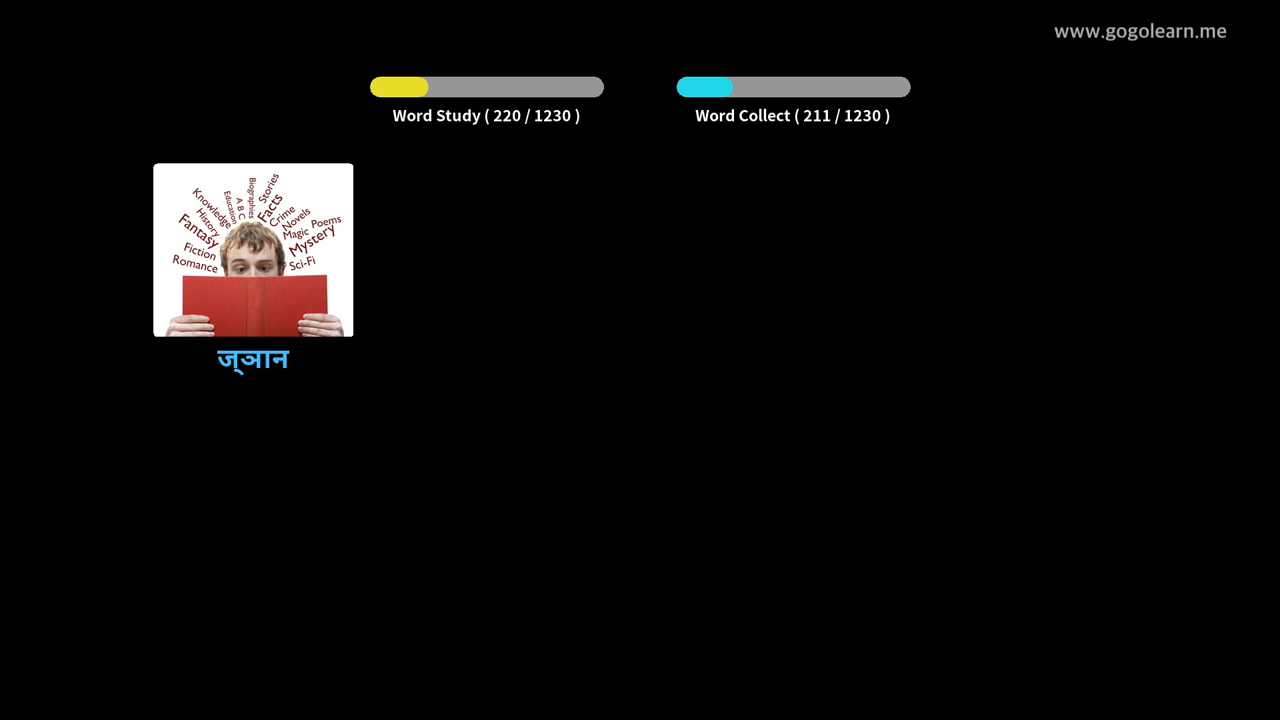 www.gogolearn.me
Word Study ( 220 / 1230 )
Word Collect ( 211 / 1230 )
Romance
Fiction
Fantasy
History
Knowledge
Education
A B C
Biographies
Stories
Facts
Crime
Novels
Magic
Poems
Mystery
Sci-Fi
ज्ञान